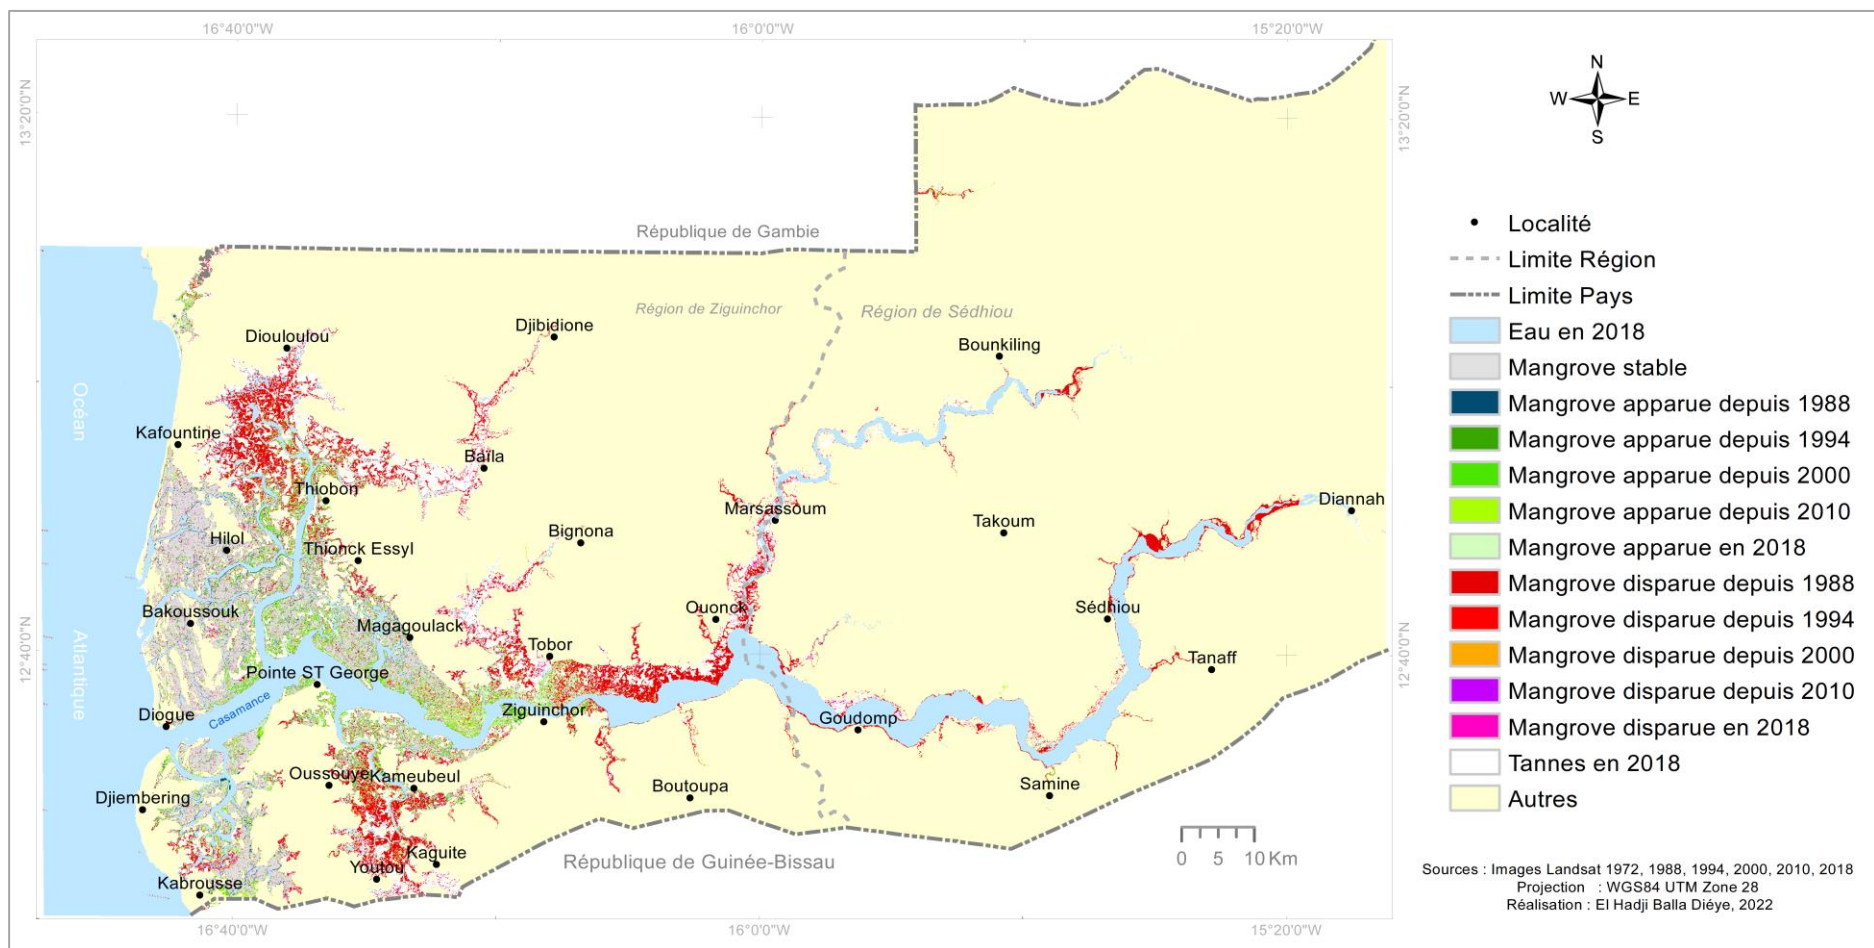 16°40'0"W
16°0'0"W
15°20'0"W
13°20'0"N
13°20'0"N
N
W
E
S
République de Gambie
Région de Ziguinchor
Région de Sédhiou
Djibidione
Diouloulou
Bounkiling
Océan
Kafountine
Baïla
Thiobon
Diannah
Marsassoum
Takoum
Bignona
Hilol
Thionck Essyl
Bakoussouk
Ouonck
Sédhiou
Magagoulack
Tobor
Atlantique
12°40'0"N
12°40'0"N
Pointe ST George
Tanaff
Casamance
Diogue
Ziguinchor
Goudomp
Oussouye
Kameubeul
Djiembering
Boutoupa
Samine
Kaguite
Youtou
Kabrousse
République de Guinée-Bissau
0 5 10 Km
16°40'0"W
16°0'0"W
15°20'0"W
Localité
Limite Région
Limite Pays
Eau en 2018
Mangrove stable
Mangrove apparue depuis 1988
Mangrove apparue depuis 1994
Mangrove apparue depuis 2000
Mangrove apparue depuis 2010
Mangrove apparue en 2018
Mangrove disparue depuis 1988
Mangrove disparue depuis 1994
Mangrove disparue depuis 2000
Mangrove disparue depuis 2010
Mangrove disparue en 2018
Tannes en 2018
Autres
Sources : Images Landsat 1972, 1988, 1994, 2000, 2010, 2018
Projection : WGS84 UTM Zone 28
Réalisation : El Hadji Balla Diéye, 2022